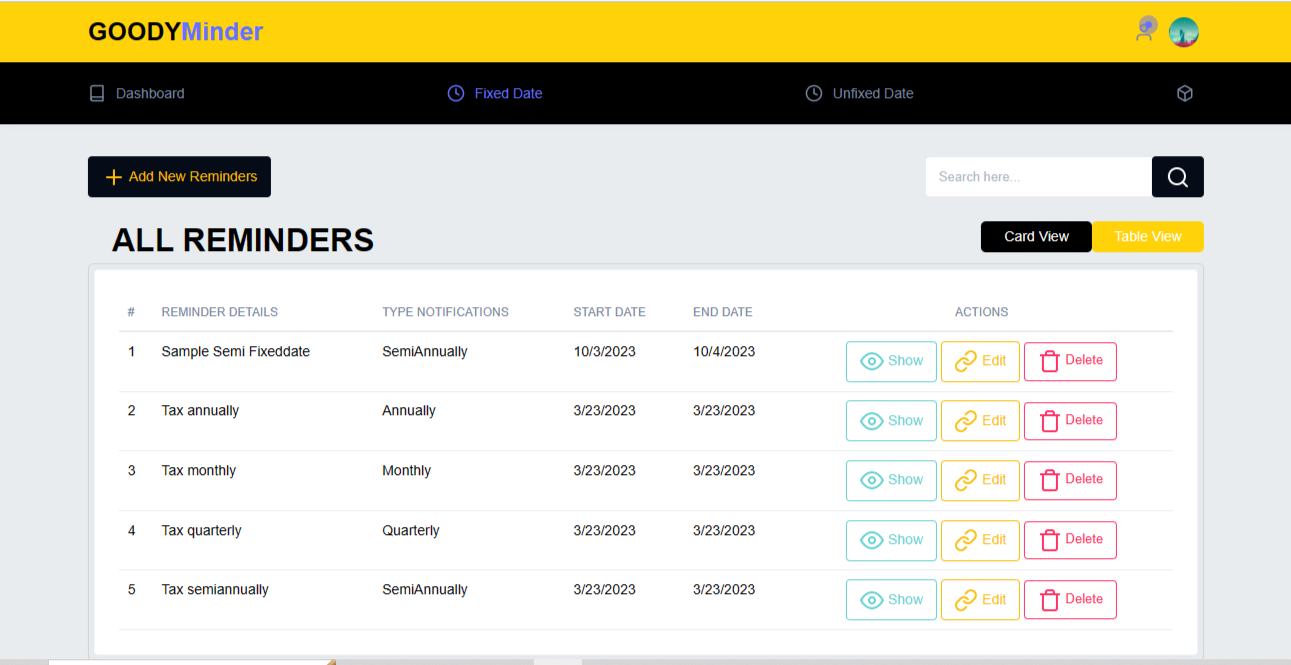 GOODYMinder
Dashboard Fixed Date Unfixed Date
Add New Reminders Search here...
ALL REMINDERS Card View Table View
# REMINDER DETAILS TYPE NOTIFICATIONS START DATE END DATE ACTIONS
1 Sample Semi Fixeddate SemiAnnually 10/3/2023 10/4/2023 Show Edit Delete
2 Tax annually Annually 3/23/2023 3/23/2023 Show Edit Delete
3 Tax monthly Monthly 3/23/2023 3/23/2023 Show Edit Delete
4 Tax quarterly Quarterly 3/23/2023 3/23/2023 Show Edit Delete
5 Tax semiannually SemiAnnually 3/23/2023 3/23/2023 Show Edit Delete